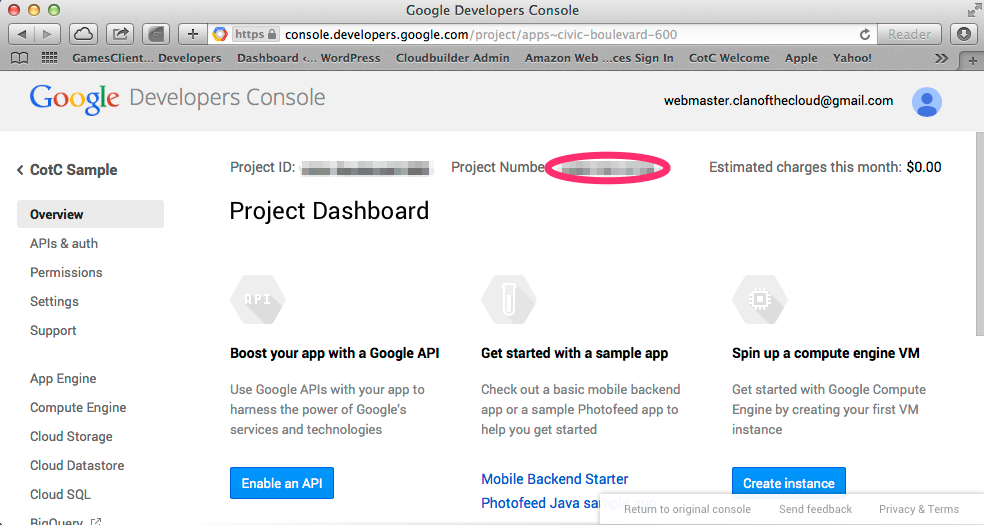 Google Developers Console
https console.developers.google.com/project/apps~civic-boulevard-600 Reader
GamesClient... Developers Dashboard ‹... WordPress Cloudbuilder Admin Amazon Web ...ces Sign In CotC Welcome Apple Yahoo!
Google Developers Console webmaster.clanofthecloud@gmail.com
CotC Sample
Project ID: Project Numbe Estimated charges this month: $0.00
Overview
Project Dashboard
APIs & auth
Permissions
Settings
Support
API
Boost your app with a Google API
Use Google APIs with your app to
harness the power of Google's
services and technologies
Enable an API
Get started with a sample app
Check out a basic mobile backend
app or a sample Photofeed app to
help you get started
Mobile Backend Starter
Photofeed Java sample app
Spin up a compute engine VM
Get started with Google Compute
Engine by creating your first VM
instance
Create instance
App Engine
Compute Engine
Cloud Storage
Cloud Datastore
Cloud SQL
BigQuery
Return to original console Send feedback Privacy & Terms